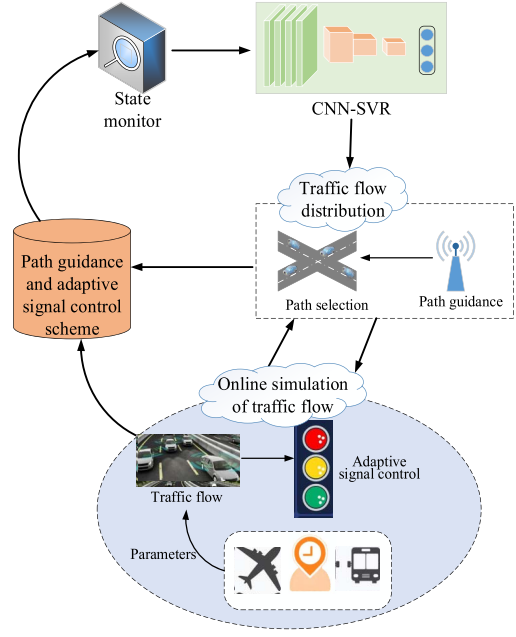 State
monitor
CNN-SVR
Traffic flow
distribution
Path selection
Path guidance
Path guidance
and adaptive
signal control
scheme
Online simulation
of traffic flow
Traffic flow
Adaptive
signal control
Parameters